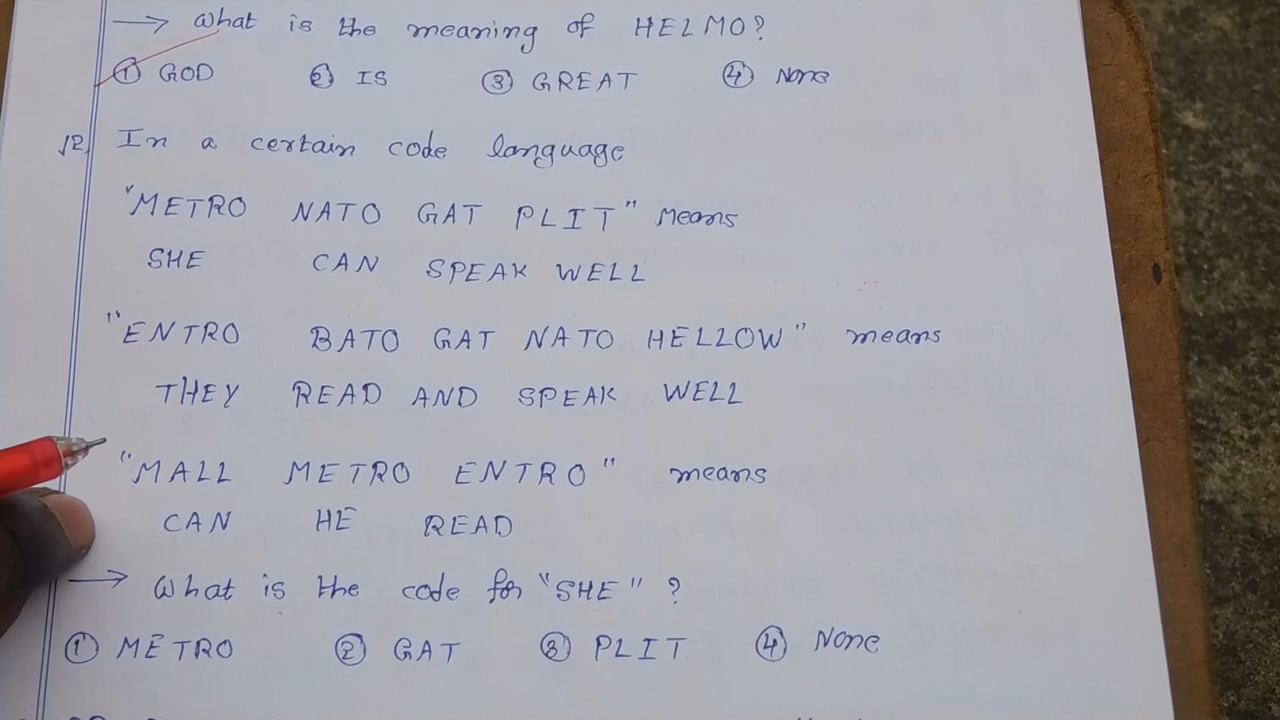 → What is the meaning of HELMO?
① GOD ② IS ③ GREAT ④ None
12) In a certain code language
"METRO NATO GAT PLIT" means
SHE CAN SPEAK WELL
"ENTRO BATO GAT NATO HELLOW" means
THEY READ AND SPEAK WELL
"MALL METRO ENTRO" means
CAN HE READ
→ What is the code for "SHE" ?
① METRO ② GAT ③ PLIT ④ None